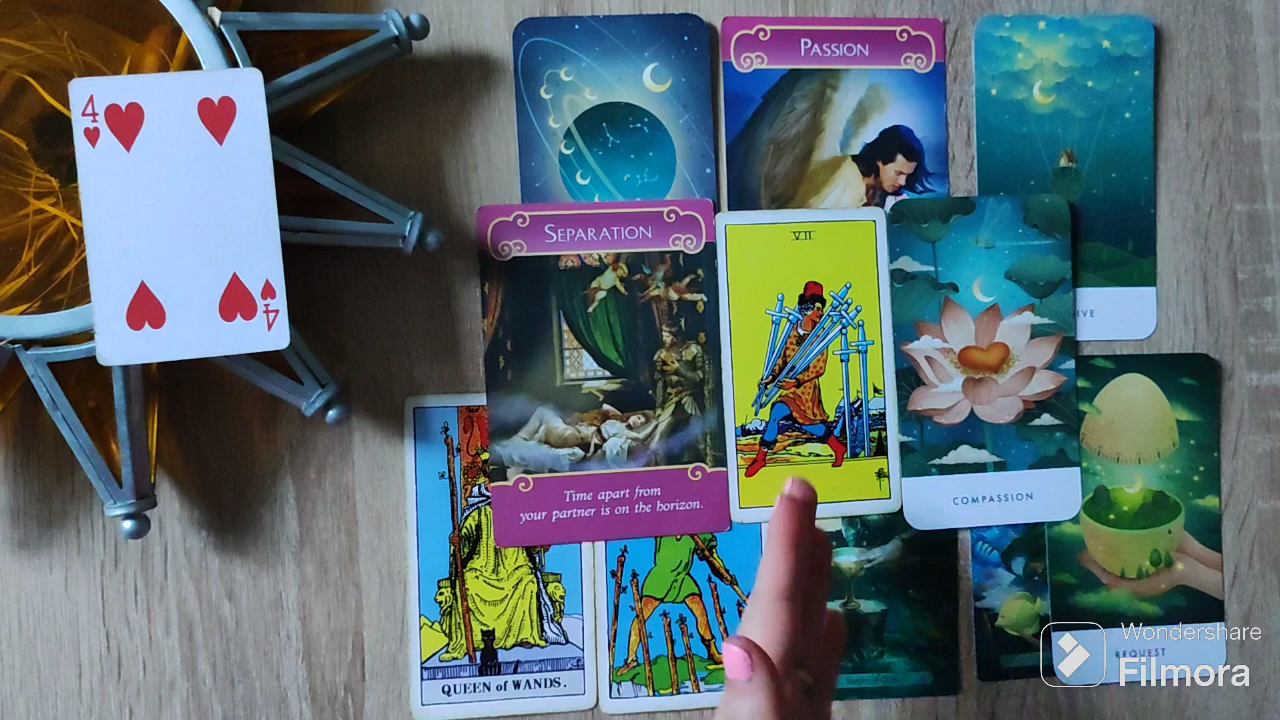 4
PASSION
SEPARATION
VII
IVE
Time apart from
your partner is on the horizon.
COMPASSION
4
QUEEN of WANDS.
REQUEST
Wondershare
Filmora